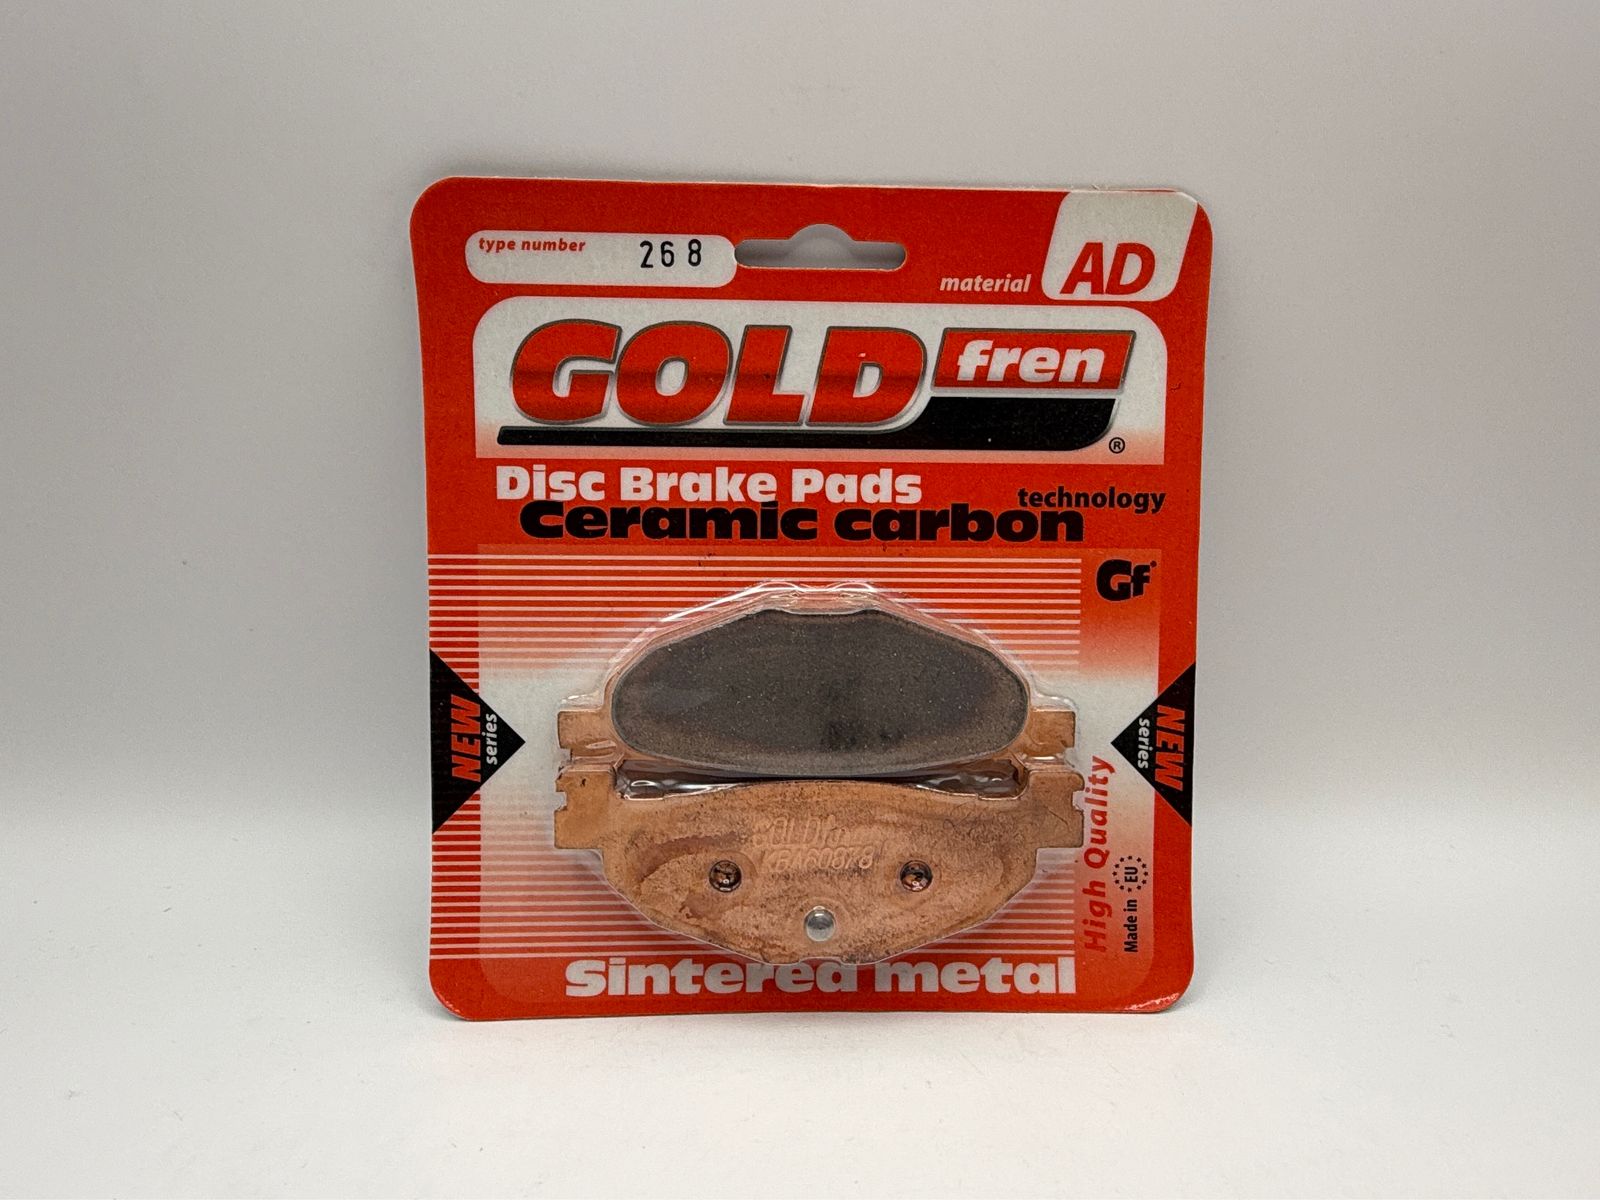 type number 268
material AD
GOLD fren ®
Disc Brake Pads
technology
Ceramic carbon
Gf
NEW series
NEW series
GOLDfren
High Quality
Made in EU
Sintered metal